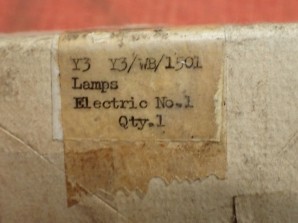 Y3 Y3/WB/1501
Lamps
Electric No.1
Qty.1